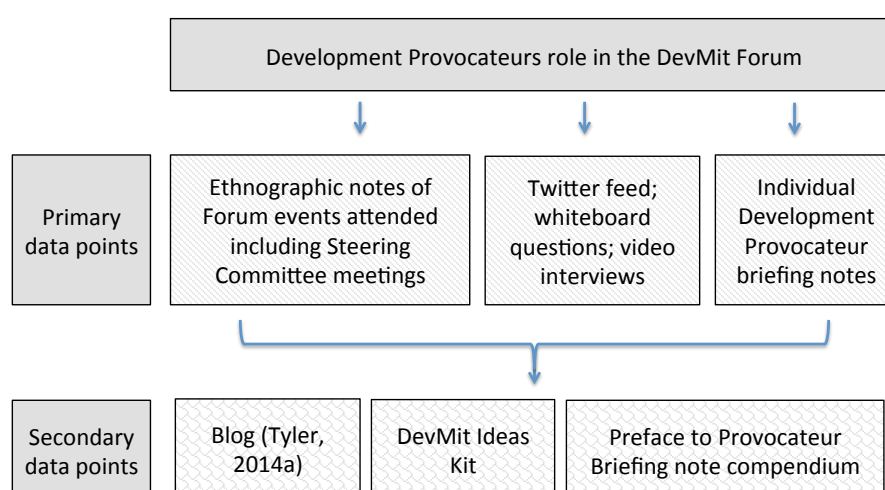 Development Provocateurs role in the DevMit Forum
Primary
data points
Ethnographic notes of
Forum events attended
including Steering
Committee meetings
Twitter feed;
whiteboard
questions; video
interviews
Individual
Development
Provocateur
briefing notes
Secondary
data points
Blog (Tyler,
2014a)
DevMit Ideas
Kit
Preface to Provocateur
Briefing note compendium